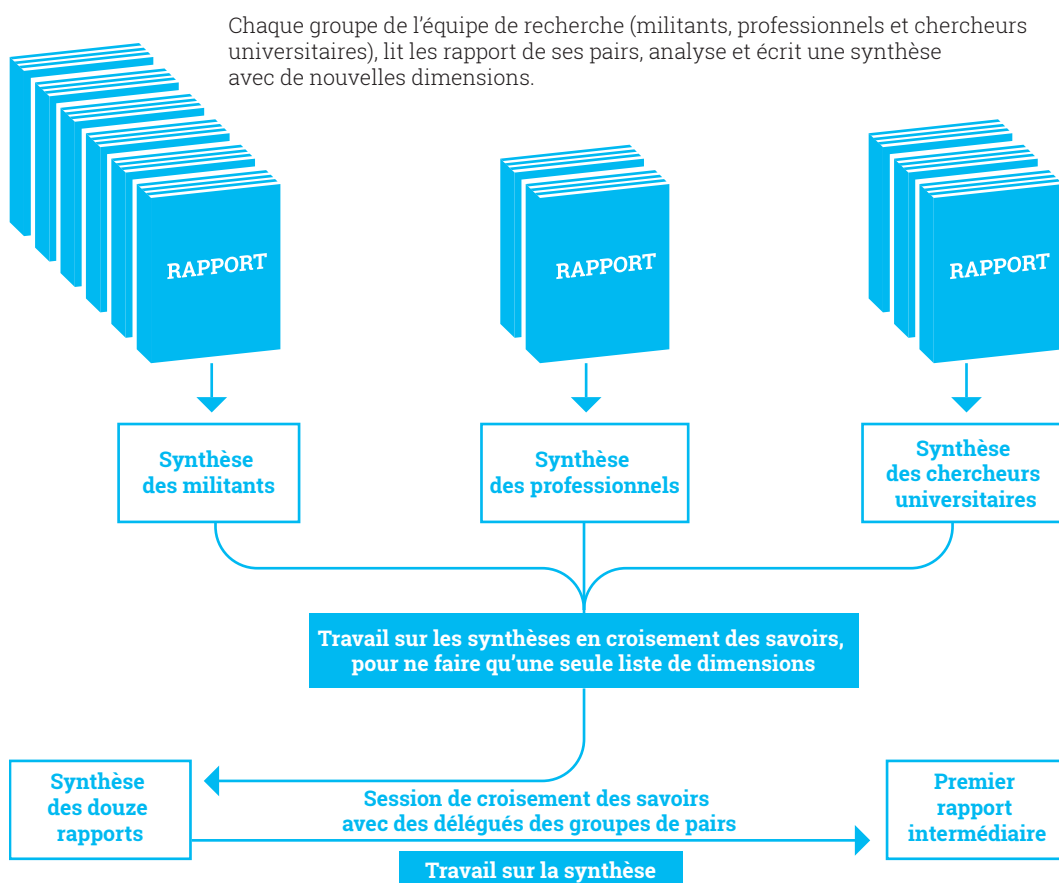 Chaque groupe de l'équipe de recherche (militants, professionnels et chercheurs
universitaires), lit les rapport de ses pairs, analyse et écrit une synthèse
avec de nouvelles dimensions.
RAPPORT
RAPPORT
RAPPORT
Synthèse
des militants
Synthèse
des professionnels
Synthèse
des chercheurs
universitaires
Travail sur les synthèses en croisement des savoirs,
pour ne faire qu'une seule liste de dimensions
Synthèse
des douze
rapports
Session de croisement des savoirs
avec des délégués des groupes de pairs
Travail sur la synthèse
Premier
rapport
intermédiaire